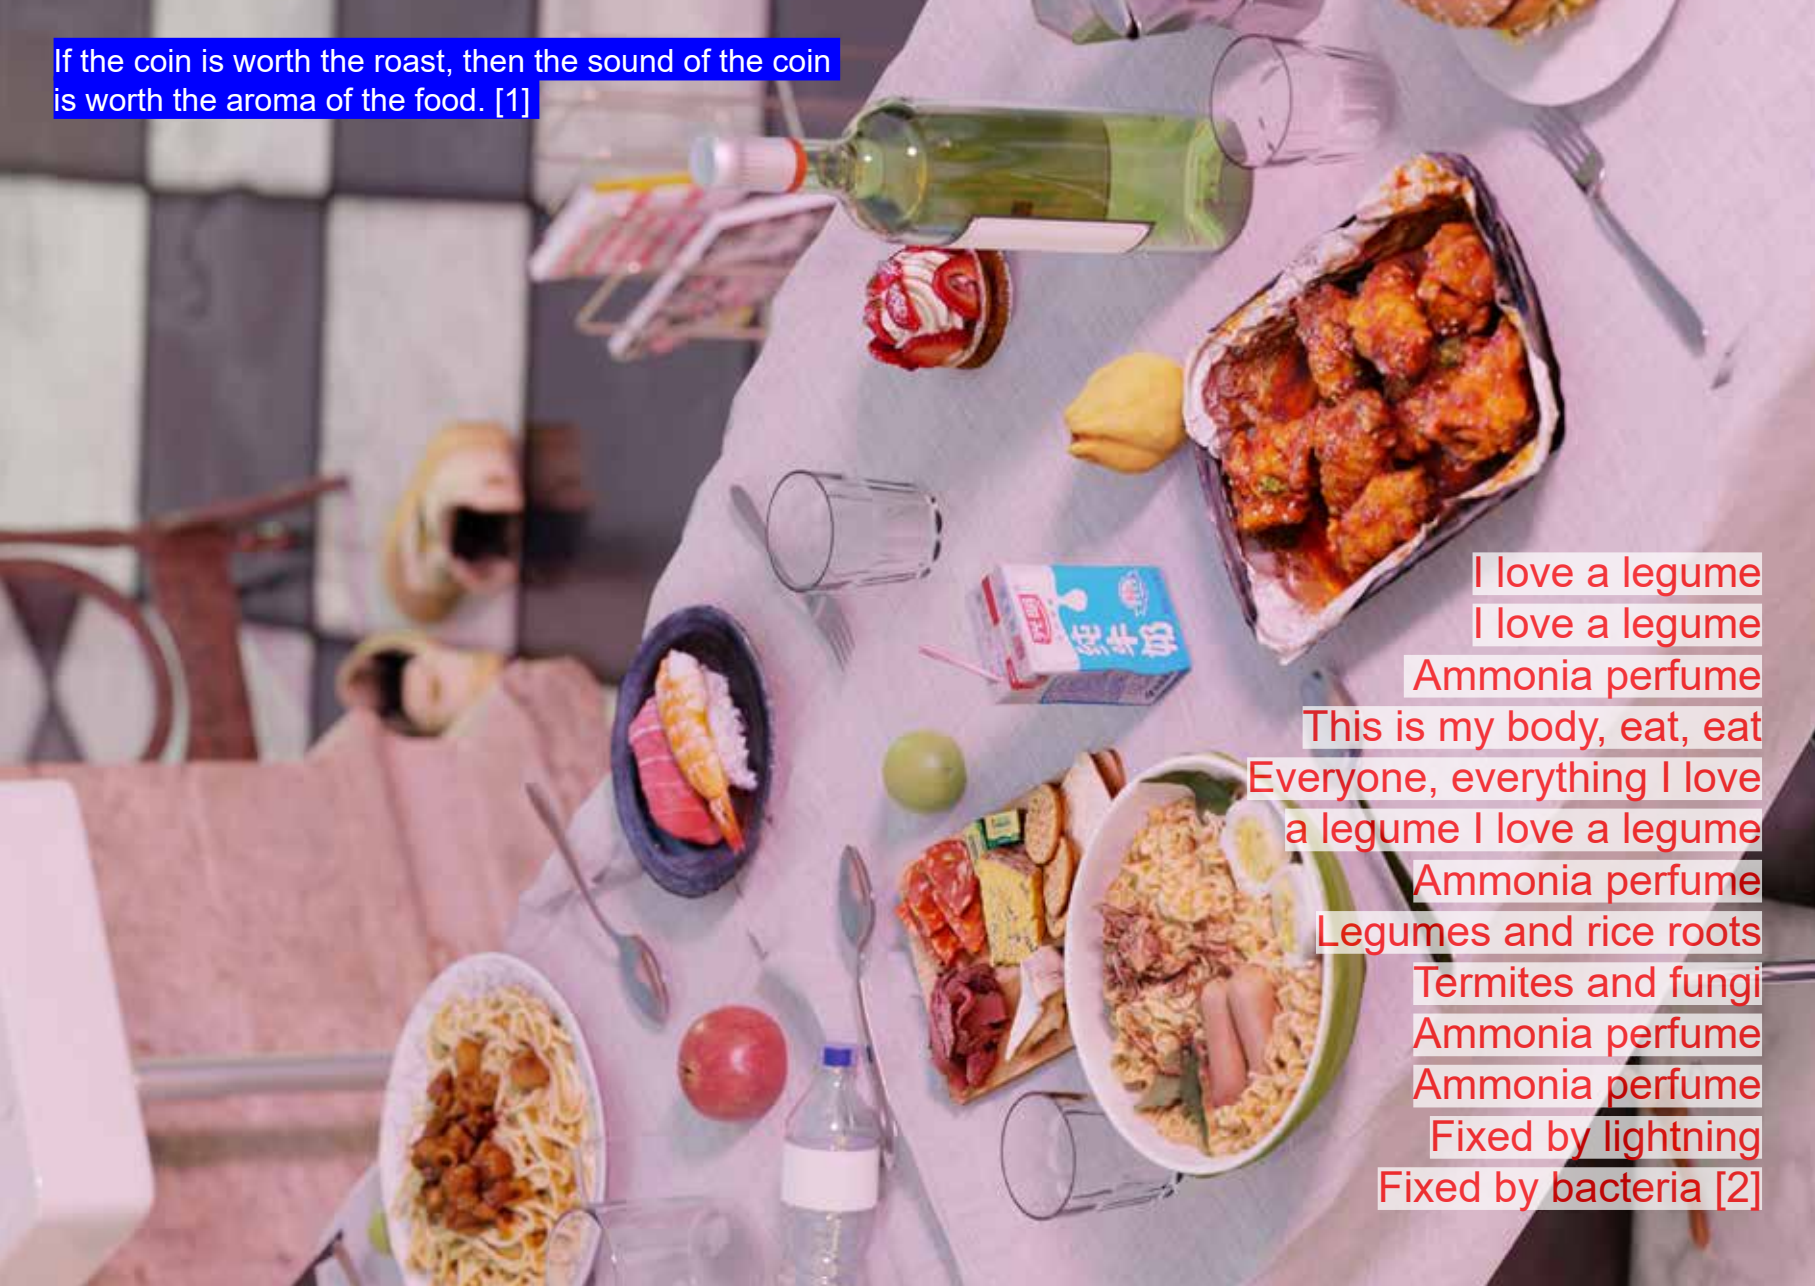 If the coin is worth the roast, then the sound of the coin
is worth the aroma of the food. [1]
光明
纯牛奶
I love a legume
I love a legume
Ammonia perfume
This is my body, eat, eat
Everyone, everything I love
a legume I love a legume
Ammonia perfume
Legumes and rice roots
Termites and fungi
Ammonia perfume
Ammonia perfume
Fixed by lightning
Fixed by bacteria [2]